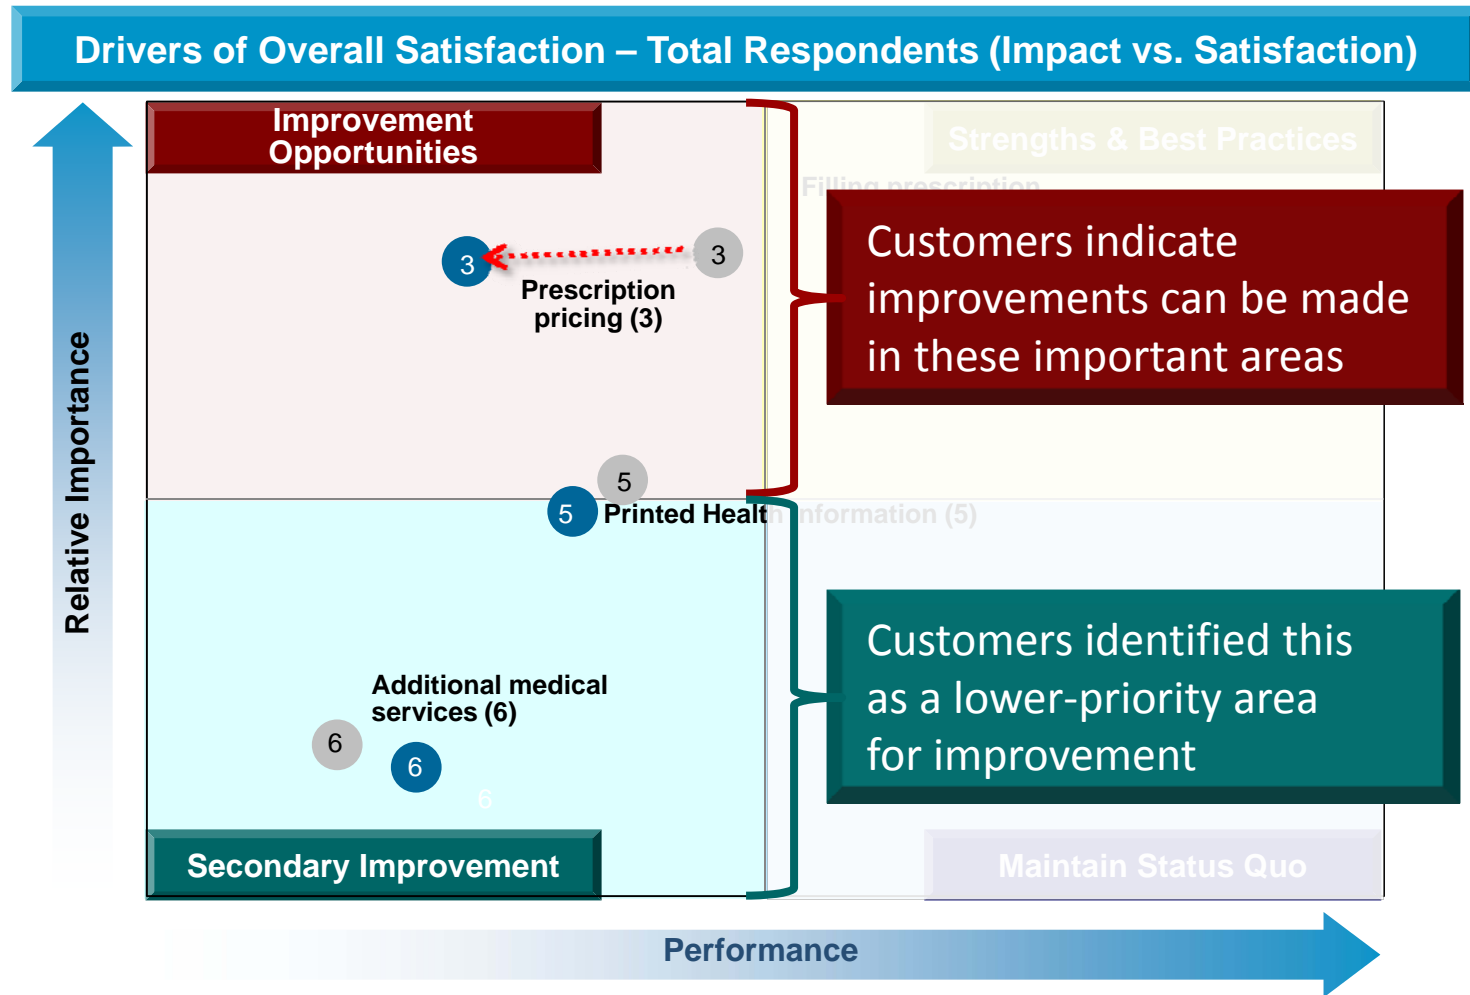 Drivers of Overall Satisfaction – Total Respondents (Impact vs. Satisfaction)
Improvement
Opportunities
Strengths & Best Practices
Filling prescription
Customers indicate
improvements can be made
in these important areas
3
3
Prescription
pricing (3)
Relative Importance
5
5
Printed Health Information (5)
Customers identified this
as a lower-priority area
for improvement
Additional medical
services (6)
6
6
6
Secondary Improvement
Maintain Status Quo
Performance